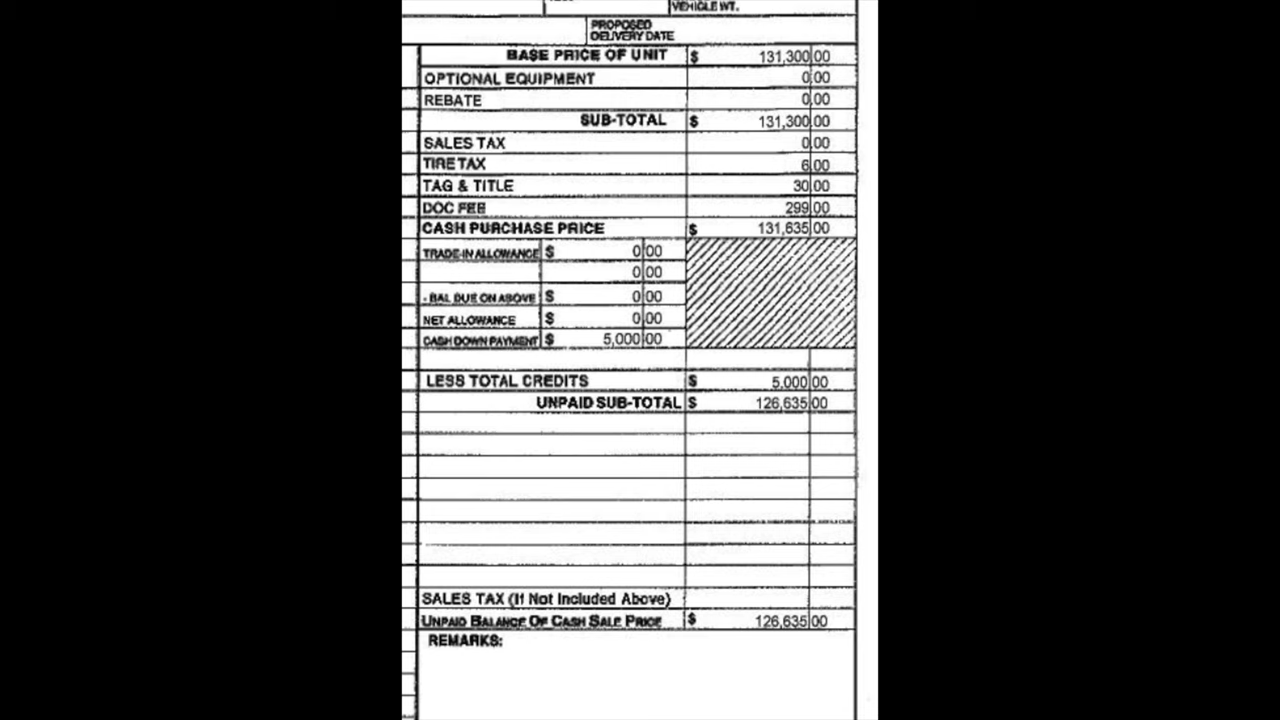 VEHICLE WT.
PROPOSED
DELIVERY DATE
BASE PRICE OF UNIT $ 131,300 00
OPTIONAL EQUIPMENT 0 00
REBATE 0 00
SUB-TOTAL $ 131,300 00
SALES TAX 0 00
TIRE TAX 6 00
TAG & TITLE 30 00
DOC FEE 299 00
CASH PURCHASE PRICE $ 131,635 00
TRADE-IN ALLOWANCE $ 0 00
0 00
- BAL DUE ON ABOVE $ 0 00
NET ALLOWANCE $ 0 00
CASH DOWN PAYMENT $ 5,000 00
LESS TOTAL CREDITS $ 5,000 00
UNPAID SUB-TOTAL $ 126,635 00
SALES TAX (If Not Included Above)
UNPAID BALANCE OF CASH SALE PRICE $ 126,635 00
REMARKS: